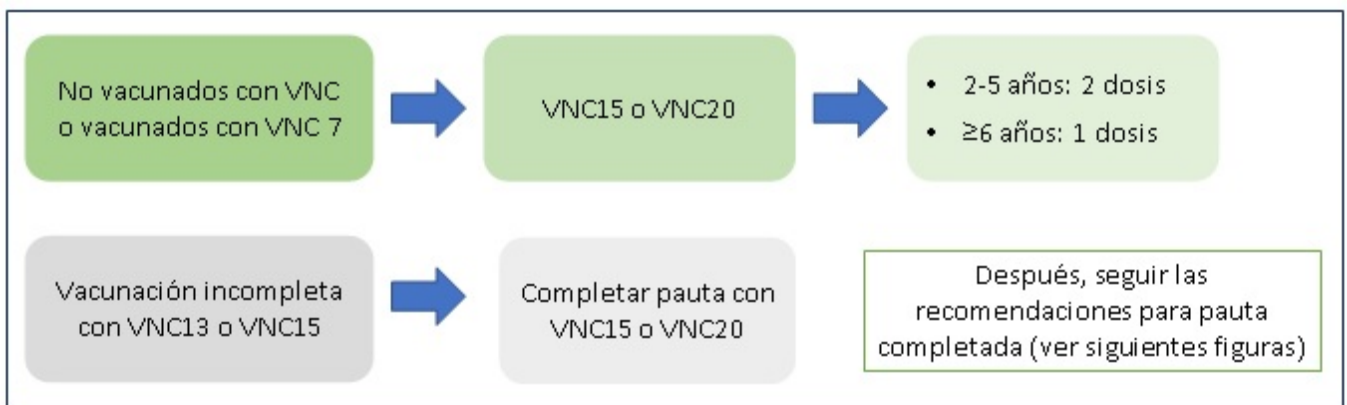 No vacunados con VNC
o vacunados con VNC 7
VNC15 o VNC20
• 2-5 años: 2 dosis
• ≥6 años: 1 dosis
Vacunación incompleta
con VNC13 o VNC15
Completar pauta con
VNC15 o VNC20
Después, seguir las
recomendaciones para pauta
completada (ver siguientes figuras)